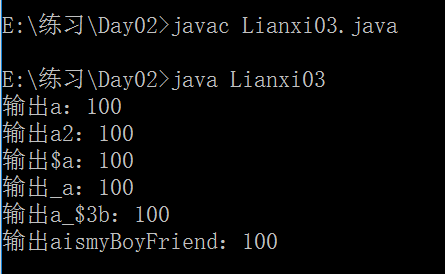 E:\练习\Day02>javac Lianxi03.java
E:\练习\Day02>java Lianxi03
输出a：100
输出a2：100
输出$a：100
输出_a：100
输出a_$3b：100
输出aismyBoyFriend：100